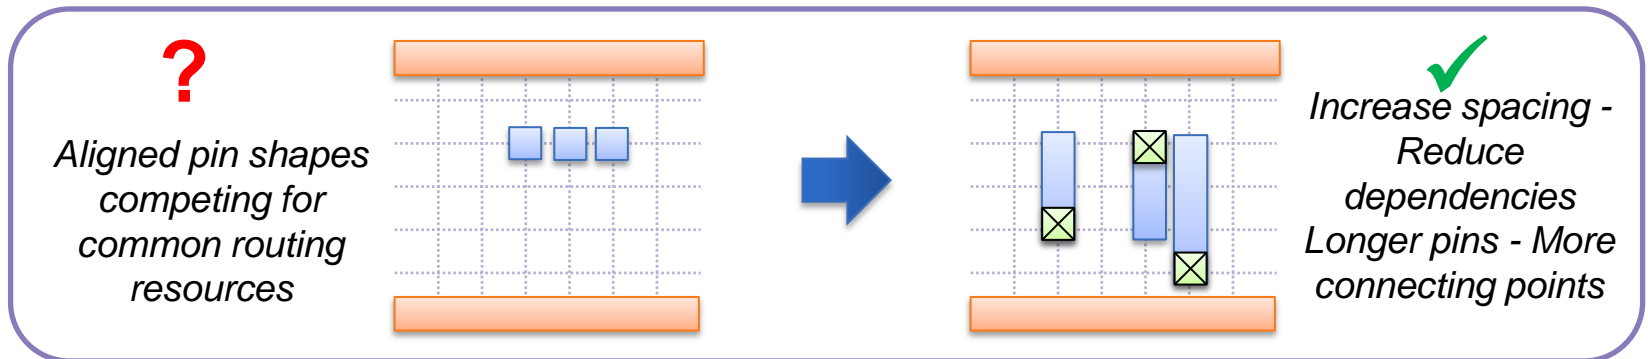 ?
Aligned pin shapes
competing for
common routing
resources
Increase spacing -
Reduce
dependencies
Longer pins - More
connecting points